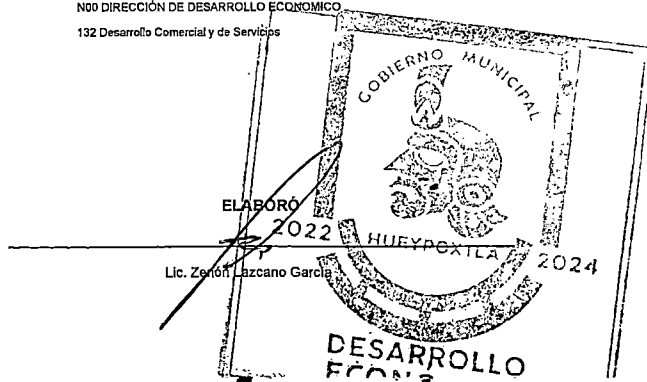 N00 DIRECCIÓN DE DESARROLLO ECONOMICO
132 Desarrollo Comercial y de Servicios
GOBIERNO MUNICIPAL
ELABORÓ
2022
HUEYPOXTLA
2024
Lic. Zenón Lazcano García
DESARROLLO